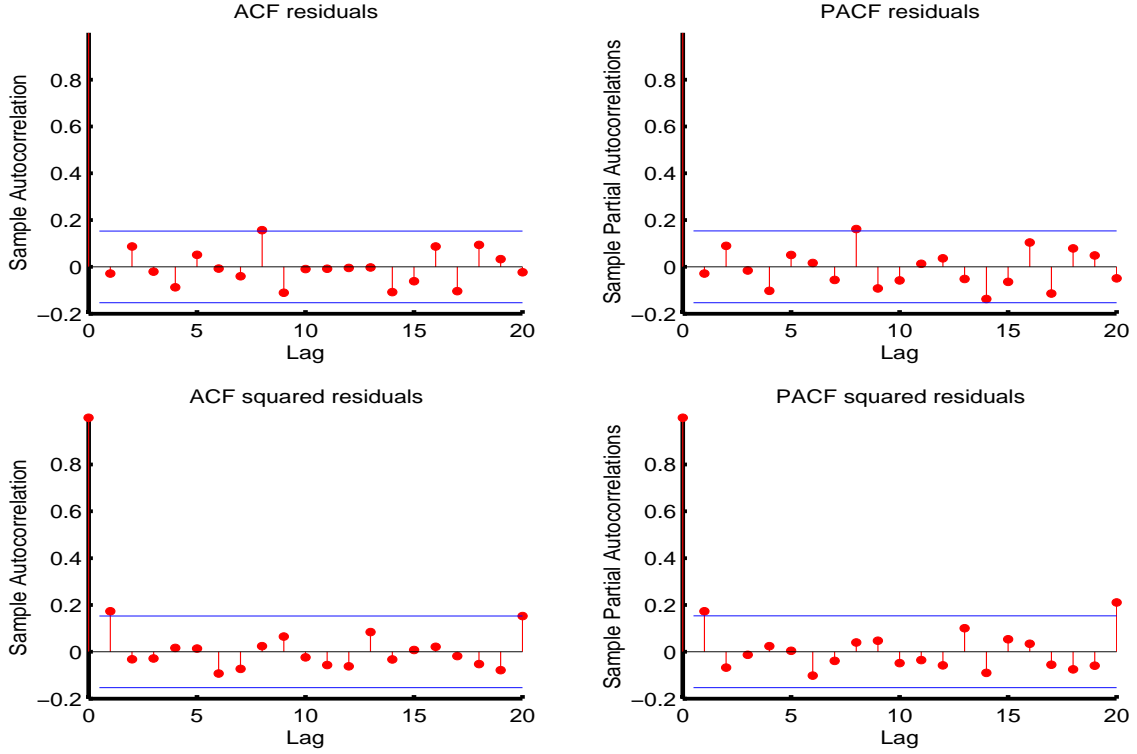 ACF residuals
Sample Autocorrelation
0.8
0.6
0.4
0.2
0
−0.2
0 5 10 15 20
Lag
PACF residuals
Sample Partial Autocorrelations
0.8
0.6
0.4
0.2
0
−0.2
0 5 10 15 20
Lag
ACF squared residuals
Sample Autocorrelation
0.8
0.6
0.4
0.2
0
−0.2
0 5 10 15 20
Lag
PACF squared residuals
Sample Partial Autocorrelations
0.8
0.6
0.4
0.2
0
−0.2
0 5 10 15 20
Lag